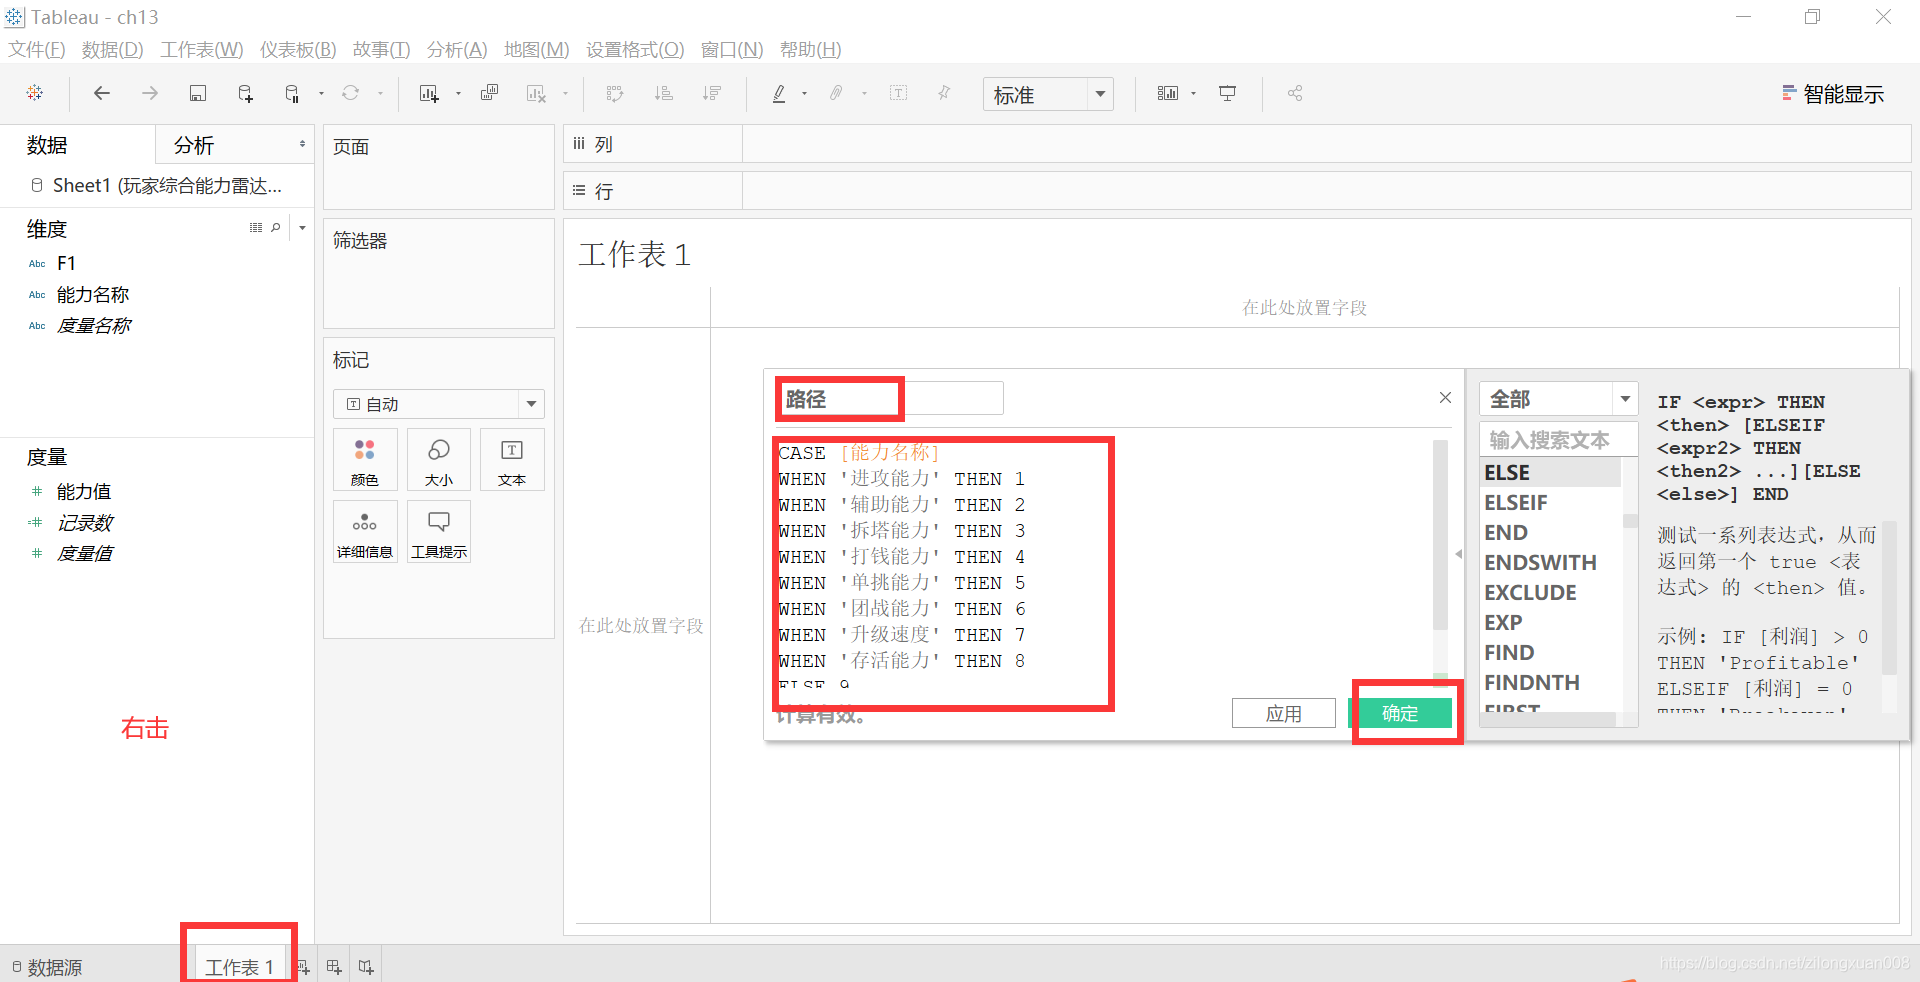 Tableau - ch13
文件(F) 数据(D) 工作表(W) 仪表板(B) 故事(T) 分析(A) 地图(M) 设置格式(O) 窗口(N) 帮助(H)
标准
智能显示
数据
分析
Sheet1 (玩家综合能力雷达...
维度
Abc F1
Abc 能力名称
Abc 度量名称
度量
能力值
记录数
度量值
右击
页面
筛选器
标记
自动
颜色
大小
文本
详细信息
工具提示
列
行
工作表 1
在此处放置字段
在此处放置字段
路径
CASE [能力名称]
WHEN '进攻能力' THEN 1
WHEN '辅助能力' THEN 2
WHEN '拆塔能力' THEN 3
WHEN '打钱能力' THEN 4
WHEN '单挑能力' THEN 5
WHEN '团战能力' THEN 6
WHEN '升级速度' THEN 7
WHEN '存活能力' THEN 8
ELSE 9
计算有效。
应用
确定
全部
输入搜索文本
ELSE
ELSEIF
END
ENDSWITH
EXCLUDE
EXP
FIND
FINDNTH
FIRST
IF <expr> THEN
<then> [ELSEIF
<expr2> THEN
<then2> ...][ELSE
<else>] END
测试一系列表达式，从而
返回第一个 true <表
达式> 的 <then> 值。
示例: IF [利润] > 0
THEN 'Profitable'
ELSEIF [利润] = 0
THEN 'Breakeven'
数据源
工作表 1
https://blog.csdn.net/zilongxuan008